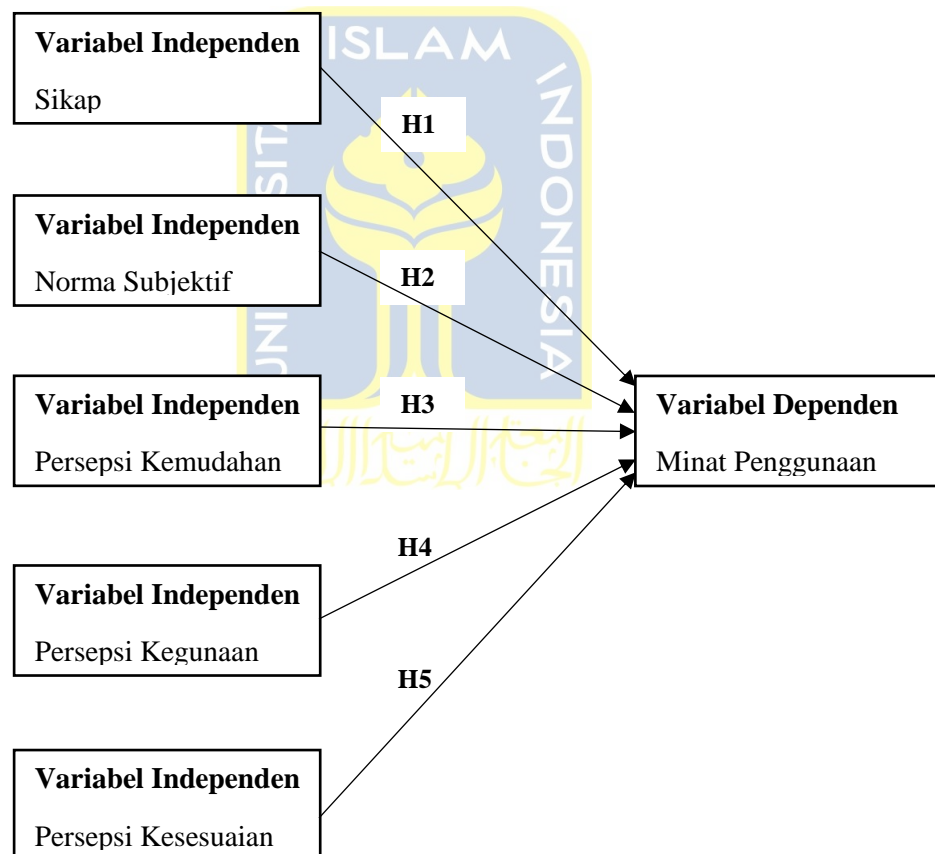 Variabel Independen
Sikap
ISLAM
INDONESIA
H1
Variabel Independen
Norma Subjektif
H2
Variabel Independen
Persepsi Kemudahan
H3
Variabel Dependen
Minat Penggunaan
H4
Variabel Independen
Persepsi Kegunaan
H5
Variabel Independen
Persepsi Kesesuaian